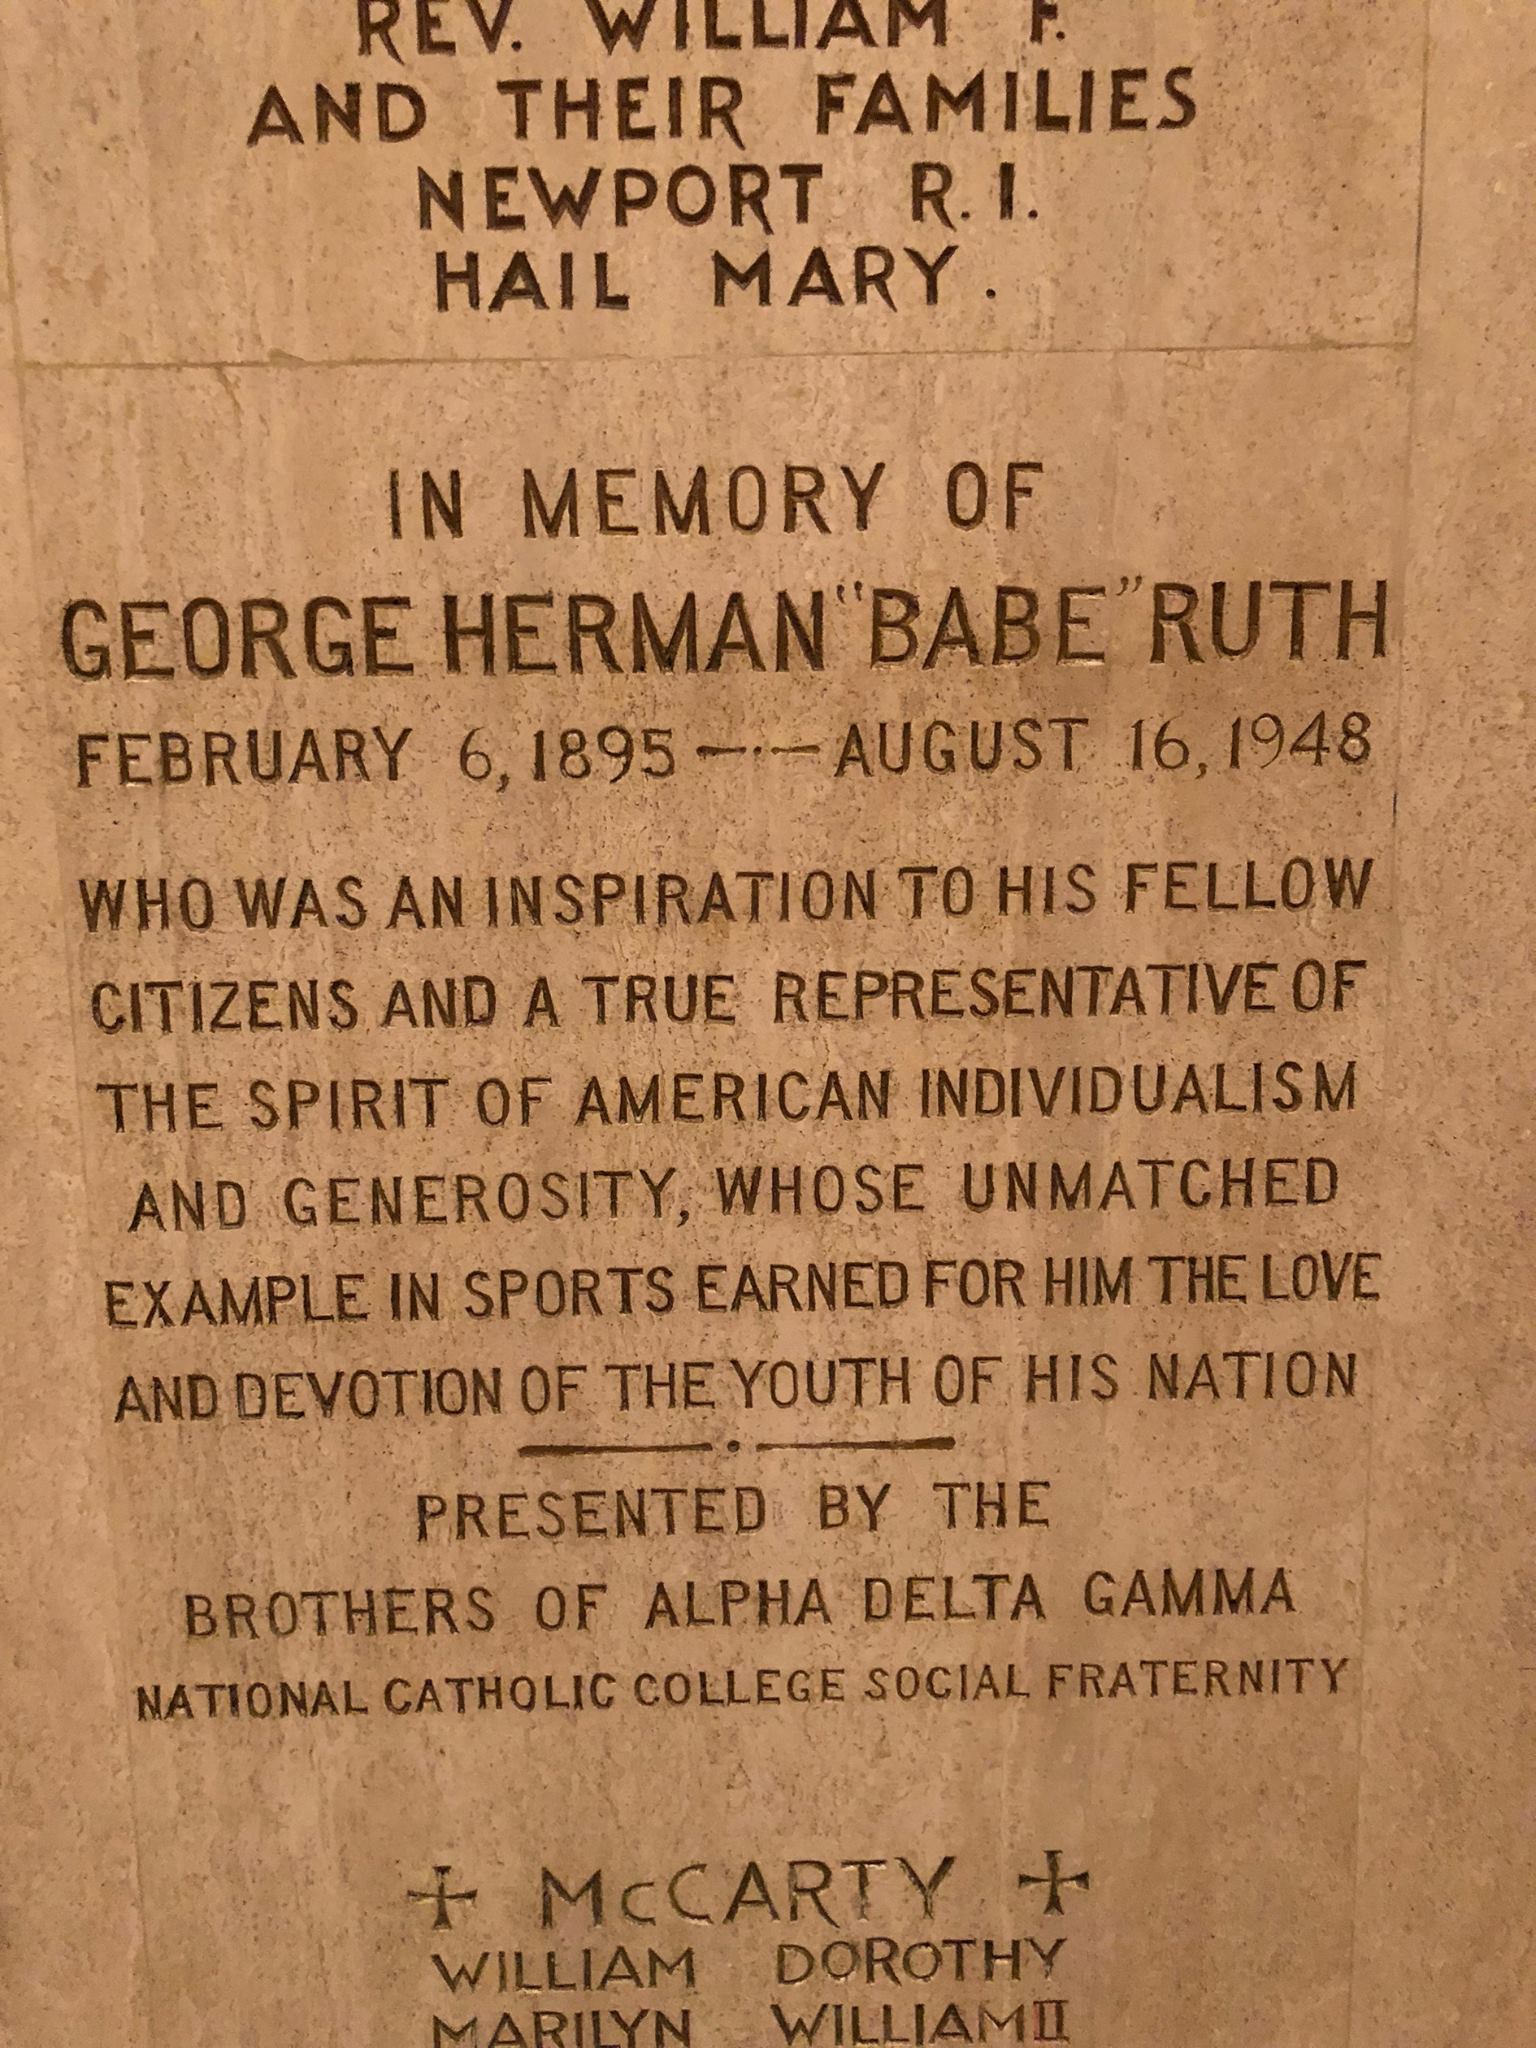 REV. WILLIAM F.
AND THEIR FAMILIES
NEWPORT R.I.
HAIL MARY.
IN MEMORY OF
GEORGE HERMAN "BABE" RUTH
FEBRUARY 6, 1895 —·— AUGUST 16, 1948
WHO WAS AN INSPIRATION TO HIS FELLOW
CITIZENS AND A TRUE REPRESENTATIVE OF
THE SPIRIT OF AMERICAN INDIVIDUALISM
AND GENEROSITY, WHOSE UNMATCHED
EXAMPLE IN SPORTS EARNED FOR HIM THE LOVE
AND DEVOTION OF THE YOUTH OF HIS NATION
PRESENTED BY THE
BROTHERS OF ALPHA DELTA GAMMA
NATIONAL CATHOLIC COLLEGE SOCIAL FRATERNITY
McCARTY
WILLIAM DOROTHY
MARILYN WILLIAM II